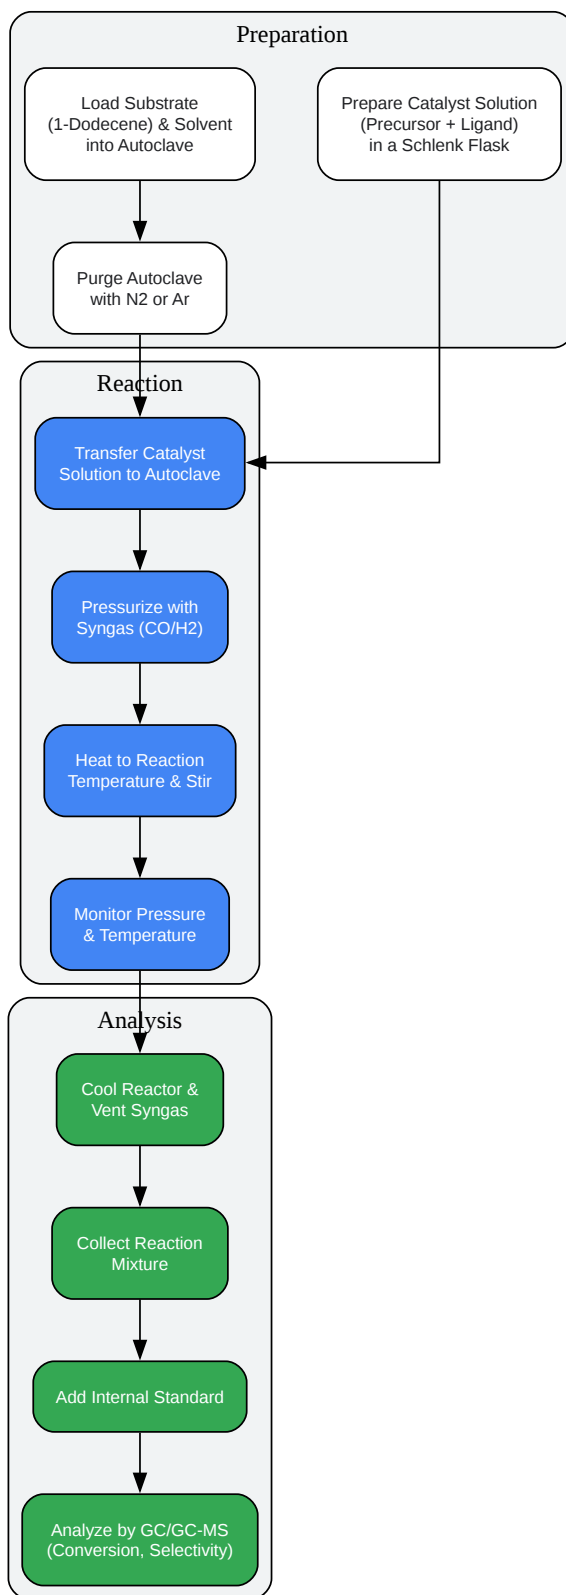 Preparation
Load Substrate
(1-Dodecene) & Solvent
into Autoclave
Prepare Catalyst Solution
(Precursor + Ligand)
in a Schlenk Flask
Purge Autoclave
with N2 or Ar
Reaction
Transfer Catalyst
Solution to Autoclave
Pressurize with
Syngas (CO/H2)
Heat to Reaction
Temperature & Stir
Monitor Pressure
& Temperature
Analysis
Cool Reactor &
Vent Syngas
Collect Reaction
Mixture
Add Internal Standard
Analyze by GC/GC-MS
(Conversion, Selectivity)